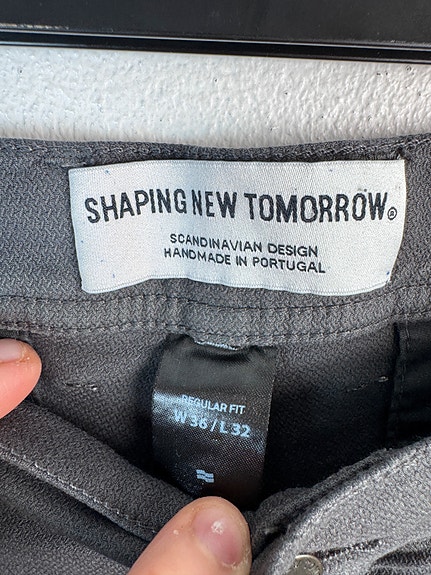 SHAPING NEW TOMORROW®
SCANDINAVIAN DESIGN
HANDMADE IN PORTUGAL
REGULAR FIT
W 36 / L 32